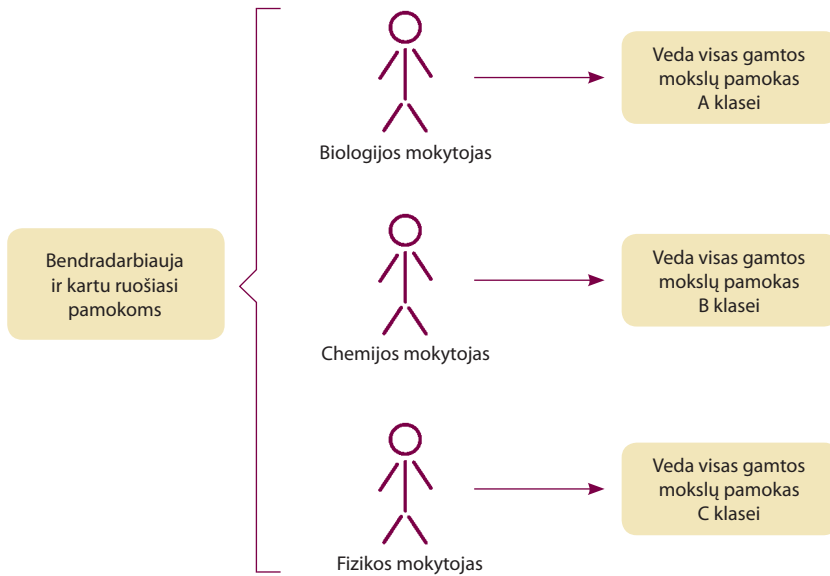 Bendradarbiauja
ir kartu ruošiasi
pamokoms
Biologijos mokytojas
Veda visas gamtos
mokslų pamokas
A klasei
Chemijos mokytojas
Veda visas gamtos
mokslų pamokas
B klasei
Fizikos mokytojas
Veda visas gamtos
mokslų pamokas
C klasei